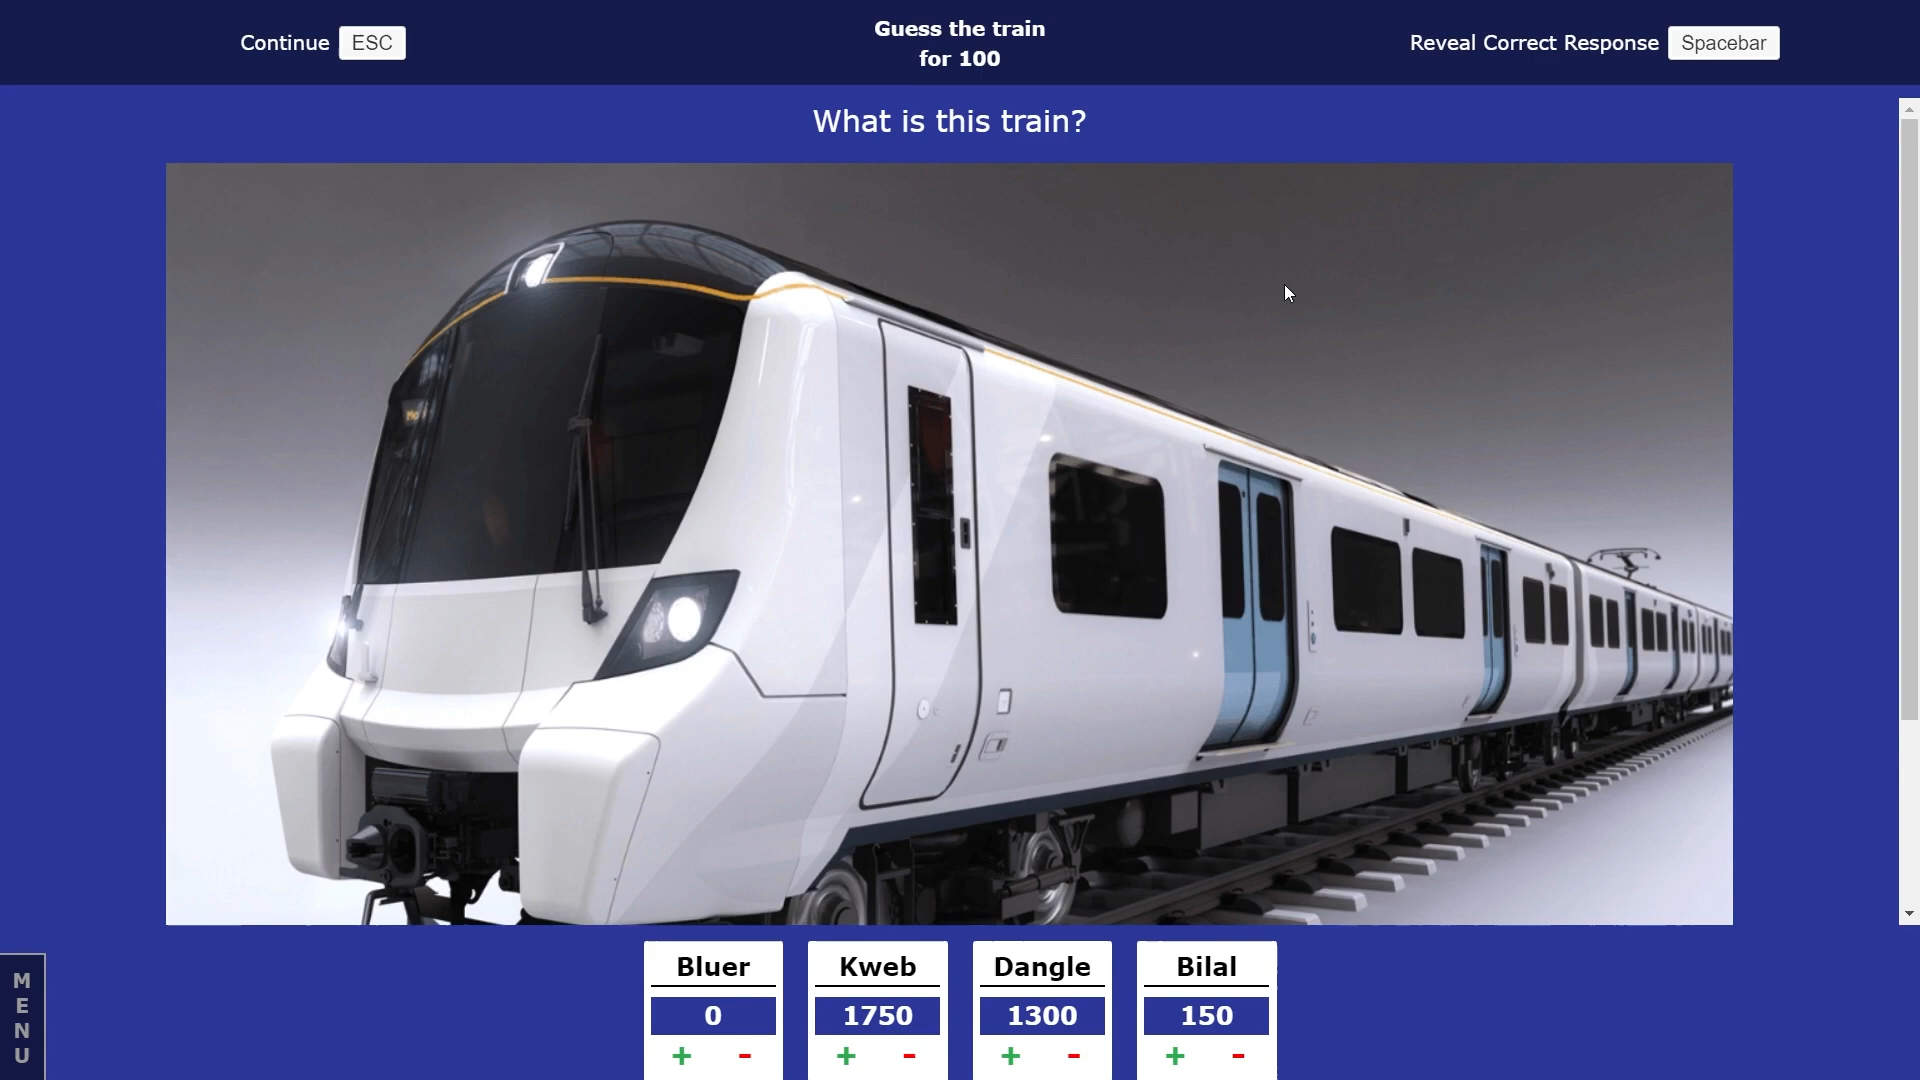 Continue ESC
Guess the train
for 100
Reveal Correct Response Spacebar
What is this train?
MENU
Bluer Kweb Dangle Bilal
0 1750 1300 150
+ - + - + - + -